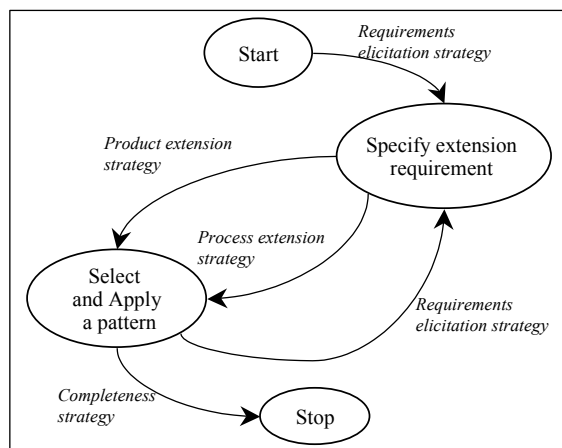 Requirements
elicitation strategy
Start
Product extension
strategy
Specify extension
requirement
Process extension
strategy
Select
and Apply
a pattern
Requirements
elicitation strategy
Completeness
strategy
Stop